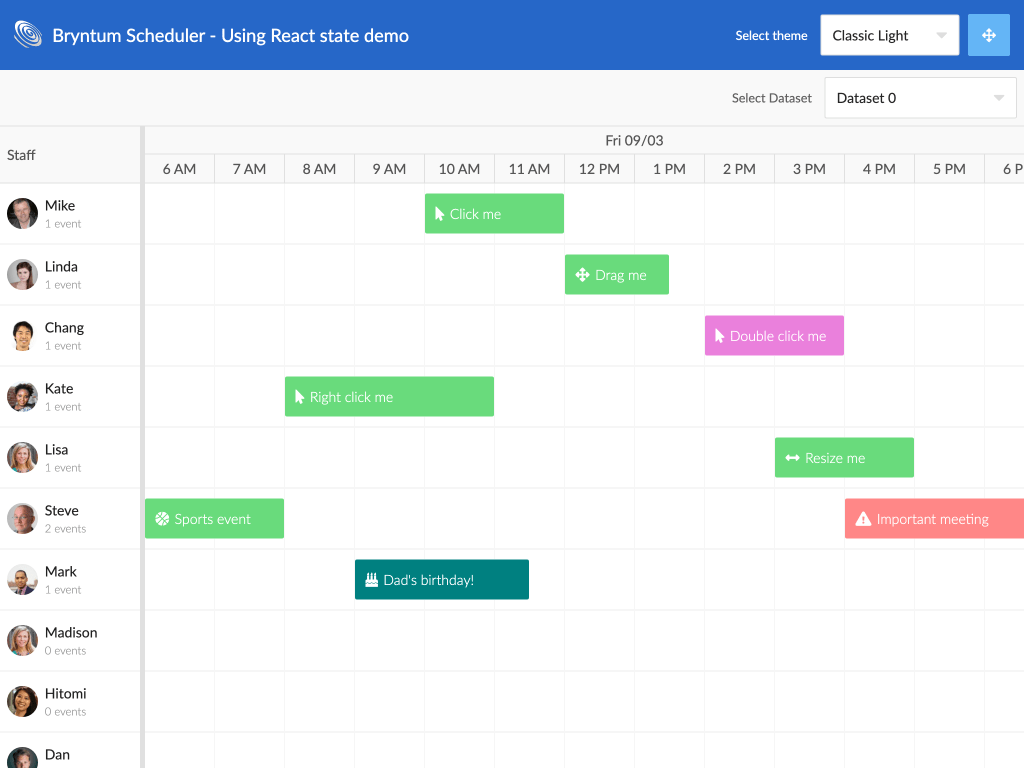 Bryntum Scheduler - Using React state demo
Select theme
Classic Light
Select Dataset
Dataset 0
Staff
Fri 09/03
6 AM 7 AM 8 AM 9 AM 10 AM 11 AM 12 PM 1 PM 2 PM 3 PM 4 PM 5 PM 6 P
Mike
1 event
Click me
Linda
1 event
Drag me
Chang
1 event
Double click me
Kate
1 event
Right click me
Lisa
1 event
Resize me
Steve
2 events
Sports event
Important meeting
Mark
1 event
Dad's birthday!
Madison
0 events
Hitomi
0 events
Dan